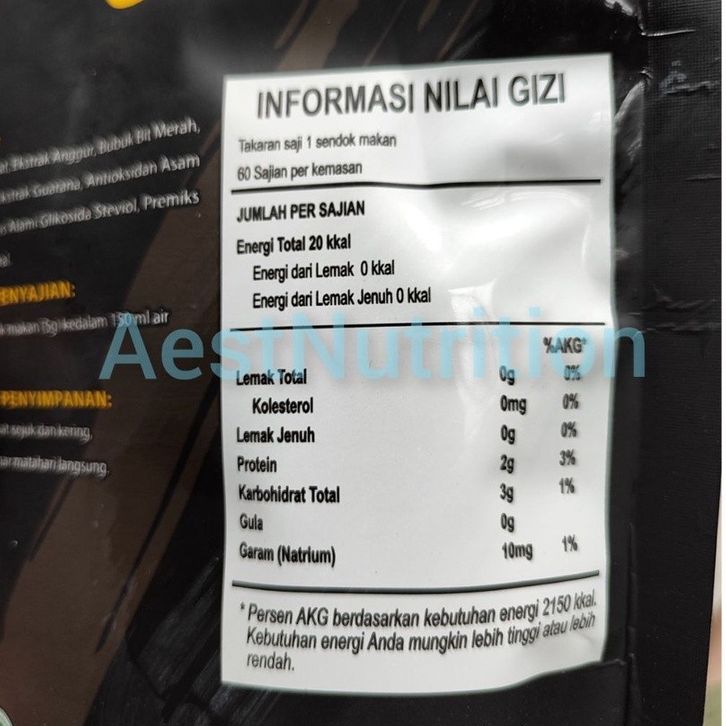 Ekstrak Anggur, Bubuk Bit Merah,
Guarana, Antioksidan Asam
Alami Glikosida Steviol, Premiks
ENYAJIAN:
makan 15g kedalam 150 ml air
PENYIMPANAN:
sejuk dan kering,
matahari langsung.
INFORMASI NILAI GIZI
Takaran saji 1 sendok makan
60 Sajian per kemasan
JUMLAH PER SAJIAN
Energi Total 20 kkal
Energi dari Lemak 0 kkal
Energi dari Lemak Jenuh 0 kkal
AestNutrition
%AKG*
Lemak Total 0g 0%
Kolesterol 0mg 0%
Lemak Jenuh 0g 0%
Protein 2g 3%
Karbohidrat Total 3g 1%
Gula 0g
Garam (Natrium) 10mg 1%
*Persen AKG berdasarkan kebutuhan energi 2150 kkal.
Kebutuhan energi Anda mungkin lebih tinggi atau lebih
rendah.